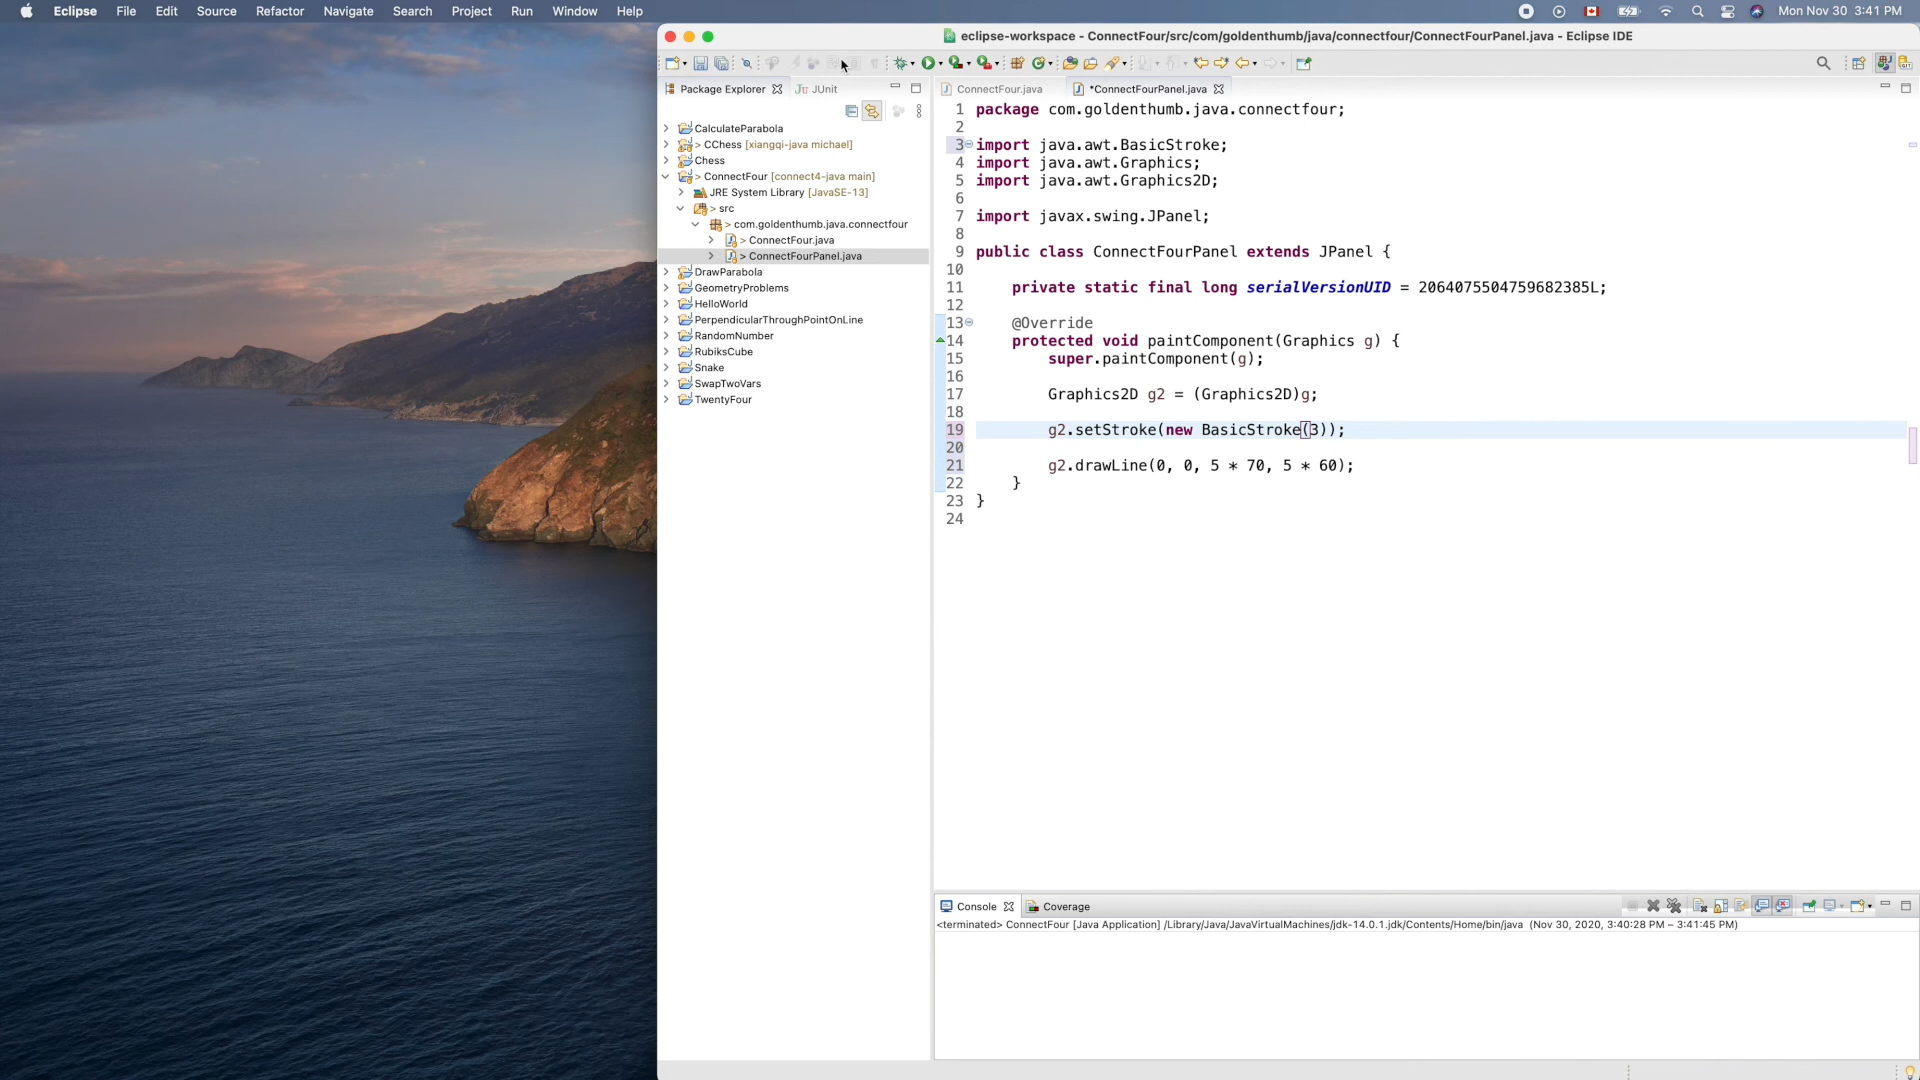 Eclipse File Edit Source Refactor Navigate Search Project Run Window Help Mon Nov 30 3:41 PM
eclipse-workspace - ConnectFour/src/com/goldenthumb/java/connectfour/ConnectFourPanel.java - Eclipse IDE
Package Explorer JUnit
CalculateParabola
> CChess [xiangqi-java michael]
Chess
> ConnectFour [connect4-java main]
JRE System Library [JavaSE-13]
> src
> com.goldenthumb.java.connectfour
> ConnectFour.java
> ConnectFourPanel.java
DrawParabola
GeometryProblems
HelloWorld
PerpendicularThroughPointOnLine
RandomNumber
RubiksCube
Snake
SwapTwoVars
TwentyFour
ConnectFour.java *ConnectFourPanel.java
1 package com.goldenthumb.java.connectfour;
2
3 import java.awt.BasicStroke;
4 import java.awt.Graphics;
5 import java.awt.Graphics2D;
6
7 import javax.swing.JPanel;
8
9 public class ConnectFourPanel extends JPanel {
10
11 private static final long serialVersionUID = 2064075504759682385L;
12
13 @Override
14 protected void paintComponent(Graphics g) {
15 super.paintComponent(g);
16
17 Graphics2D g2 = (Graphics2D)g;
18
19 g2.setStroke(new BasicStroke(3));
20
21 g2.drawLine(0, 0, 5 * 70, 5 * 60);
22 }
23 }
24
Console Coverage
<terminated> ConnectFour [Java Application] /Library/Java/JavaVirtualMachines/jdk-14.0.1.jdk/Contents/Home/bin/java (Nov 30, 2020, 3:40:28 PM – 3:41:45 PM)